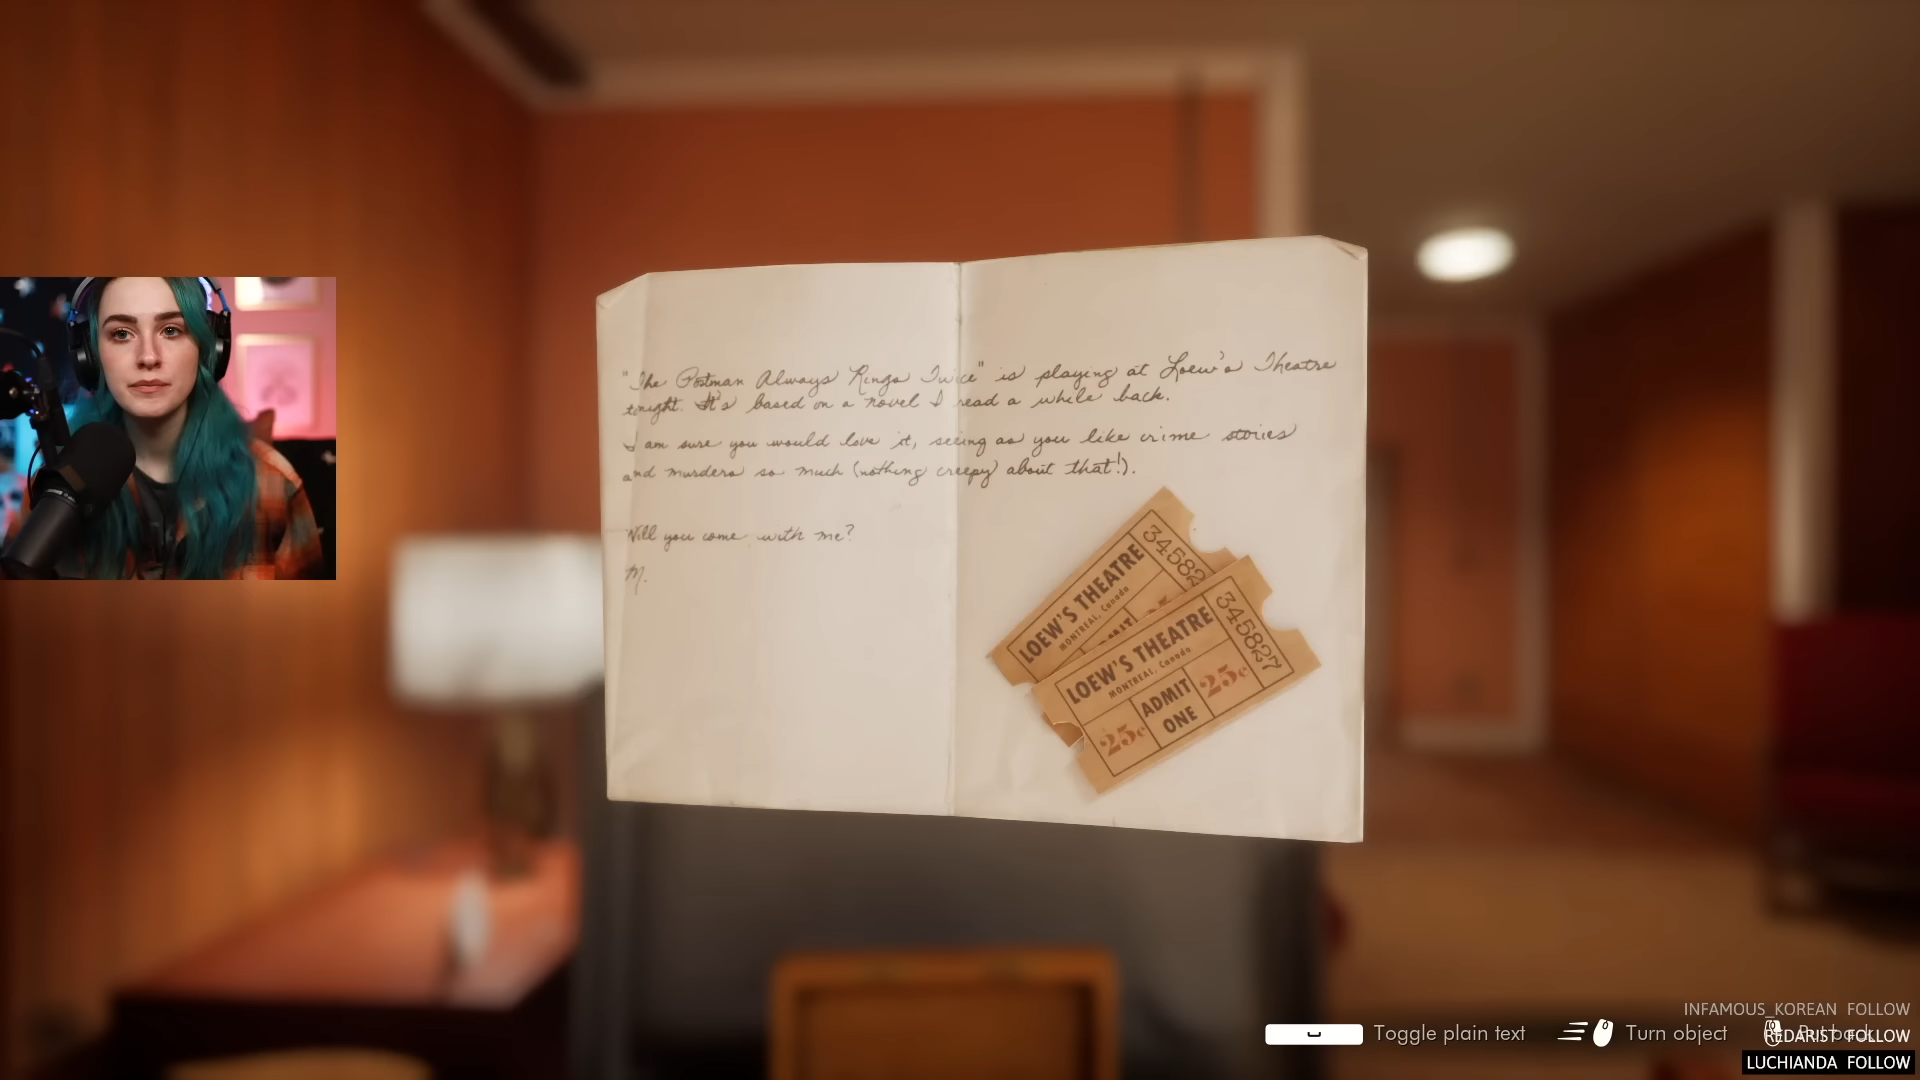 "The Postman Always Rings Twice" is playing at Loew's Theatre
tonight. It's based on a novel I read a while back.
I am sure you would love it, seeing as you like crime stories
and murders so much (nothing creepy about that!).
Will you come with me?
M.
LOEW'S THEATRE
MONTREAL, Canada
34582
LOEW'S THEATRE
MONTREAL, Canada
ADMIT
ONE
25¢
25¢
345827
INFAMOUS_KOREAN FOLLOW
Toggle plain text
Turn object
REDARIST FOLLOW
LUCHIANDA FOLLOW